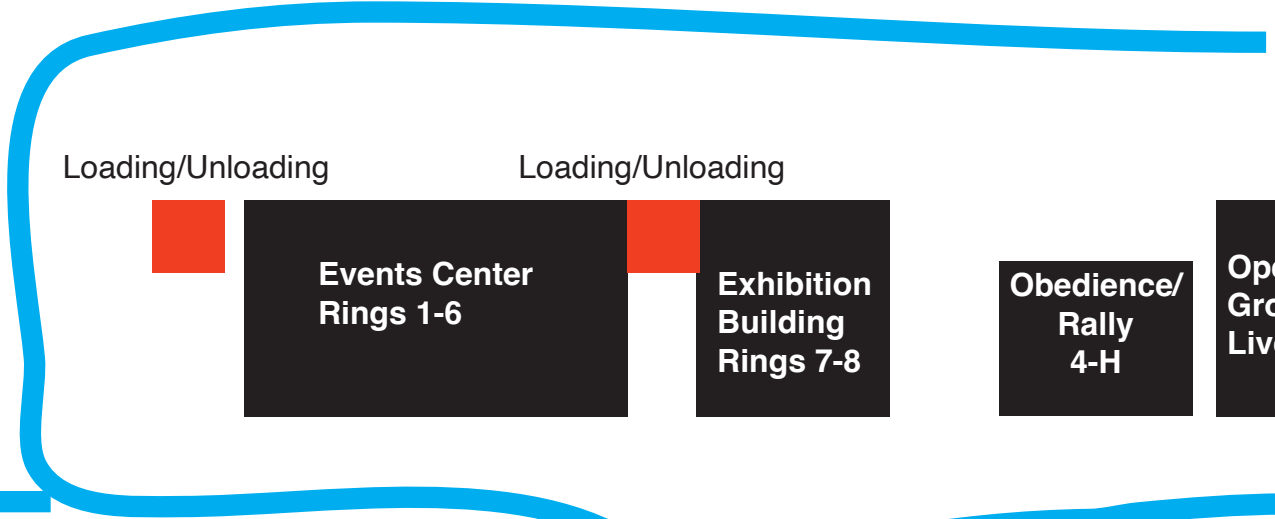 Loading/Unloading
Loading/Unloading
Events Center
Rings 1-6
Exhibition
Building
Rings 7-8
Obedience/
Rally
4-H